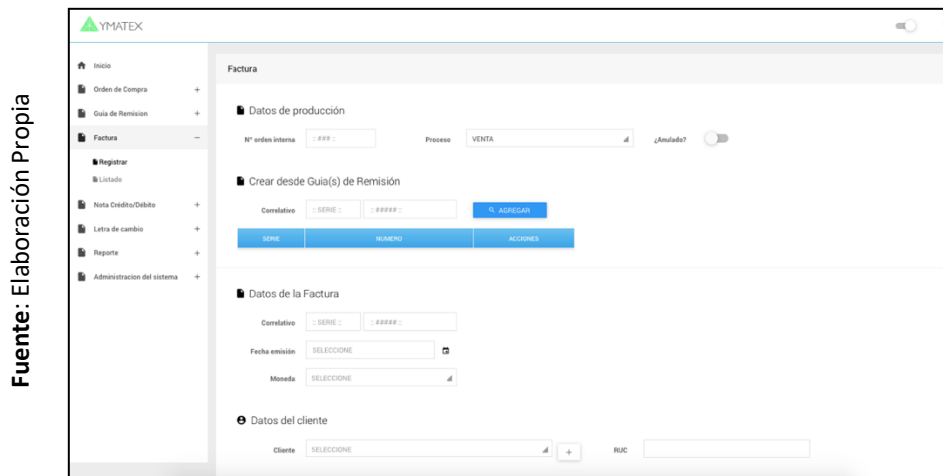 Fuente: Elaboración Propia
YMATEX
Inicio
Orden de Compra +
Guia de Remision +
Factura −
Registrar
Listado
Nota Crédito/Débito +
Letra de cambio +
Reporte +
Administracion del sistema +
Factura
Datos de producción
N° orden interna :: ### :: Proceso VENTA ¿Anulado?
Crear desde Guia(s) de Remisión
Correlativo :: SERIE :: :: ##### :: AGREGAR
SERIE NUMERO ACCIONES
Datos de la Factura
Correlativo :: SERIE :: :: ##### ::
Fecha emisión SELECCIONE
Moneda SELECCIONE
Datos del cliente
Cliente SELECCIONE + RUC